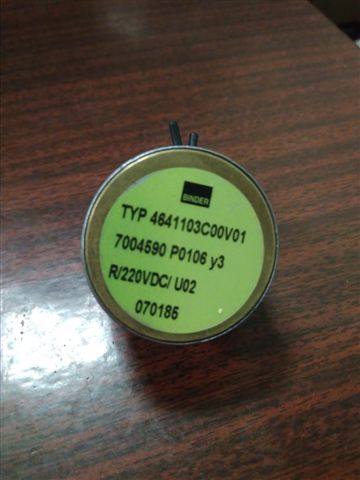 BINDER
TYP 4641103C00V01
7004590 P0106 y3
R/220VDC/ U02
070185